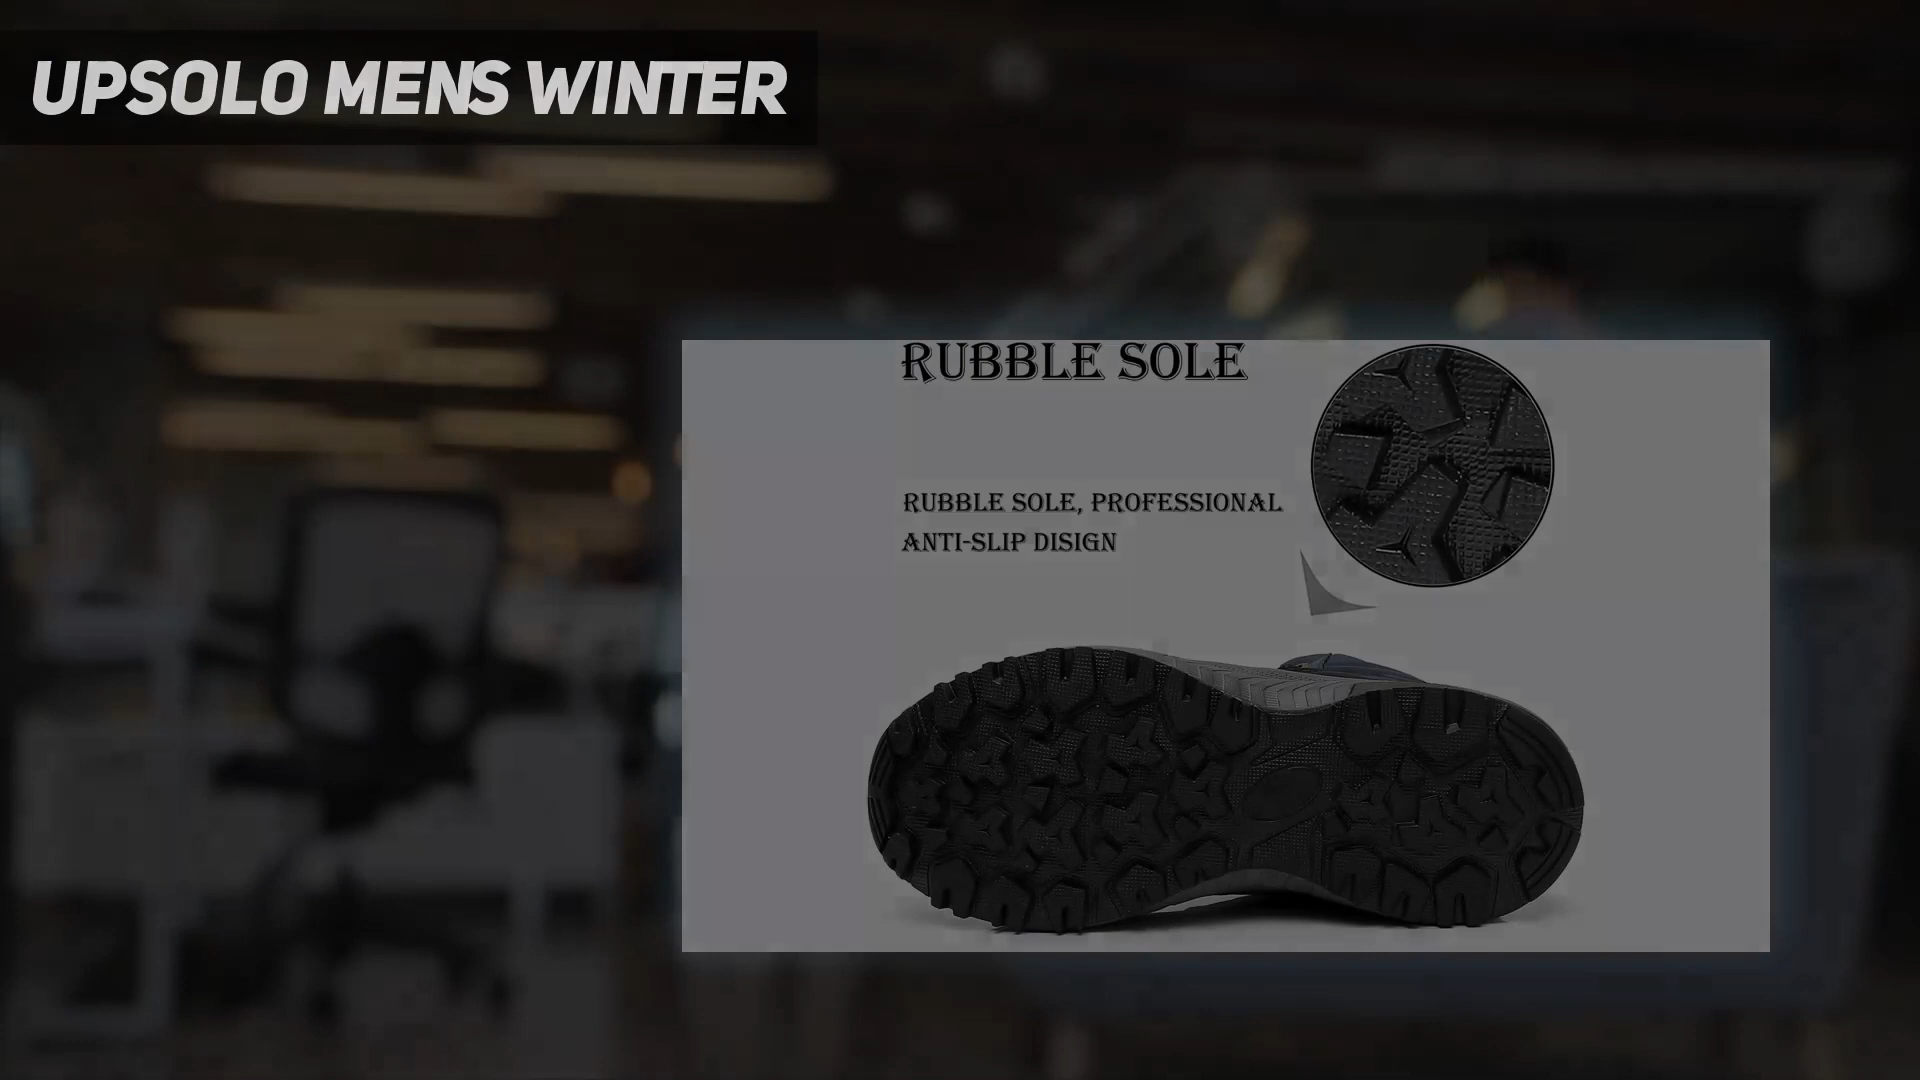 UPSOLO MENS WINTER
RUBBLE SOLE
RUBBLE SOLE, PROFESSIONAL
ANTI-SLIP DISIGN